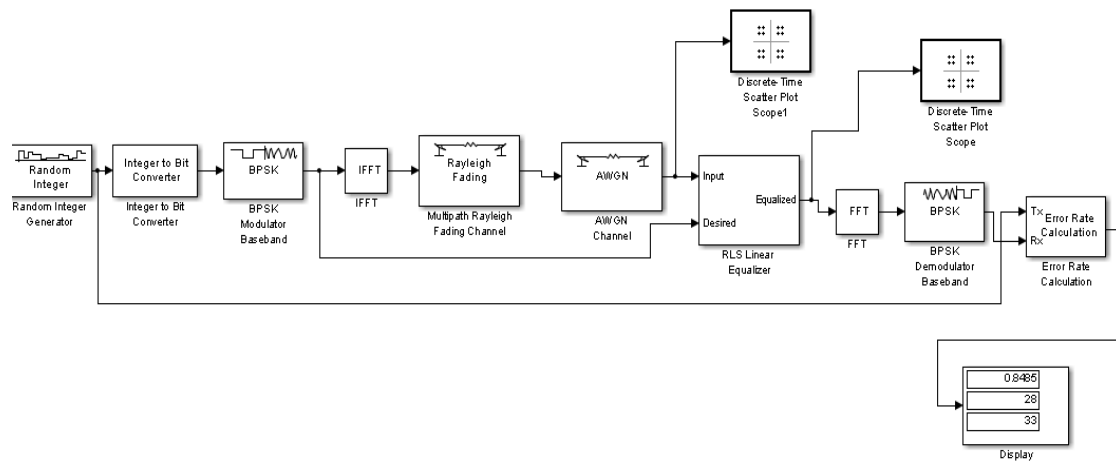 Discrete-Time
Scatter Plot
Scope1
Discrete-Time
Scatter Plot
Scope
Random
Integer
Random Integer
Generator
Integer to Bit
Converter
Integer to Bit
Converter
BPSK
BPSK
Modulator
Baseband
IFFT
IFFT
Rayleigh
Fading
Multipath Rayleigh
Fading Channel
AWGN
AWGN
Channel
Input
Desired
Equalized
RLS Linear
Equalizer
FFT
FFT
BPSK
BPSK
Demodulator
Baseband
Tx
Rx
Error Rate
Calculation
Error Rate
Calculation
0.8485
28
33
Display